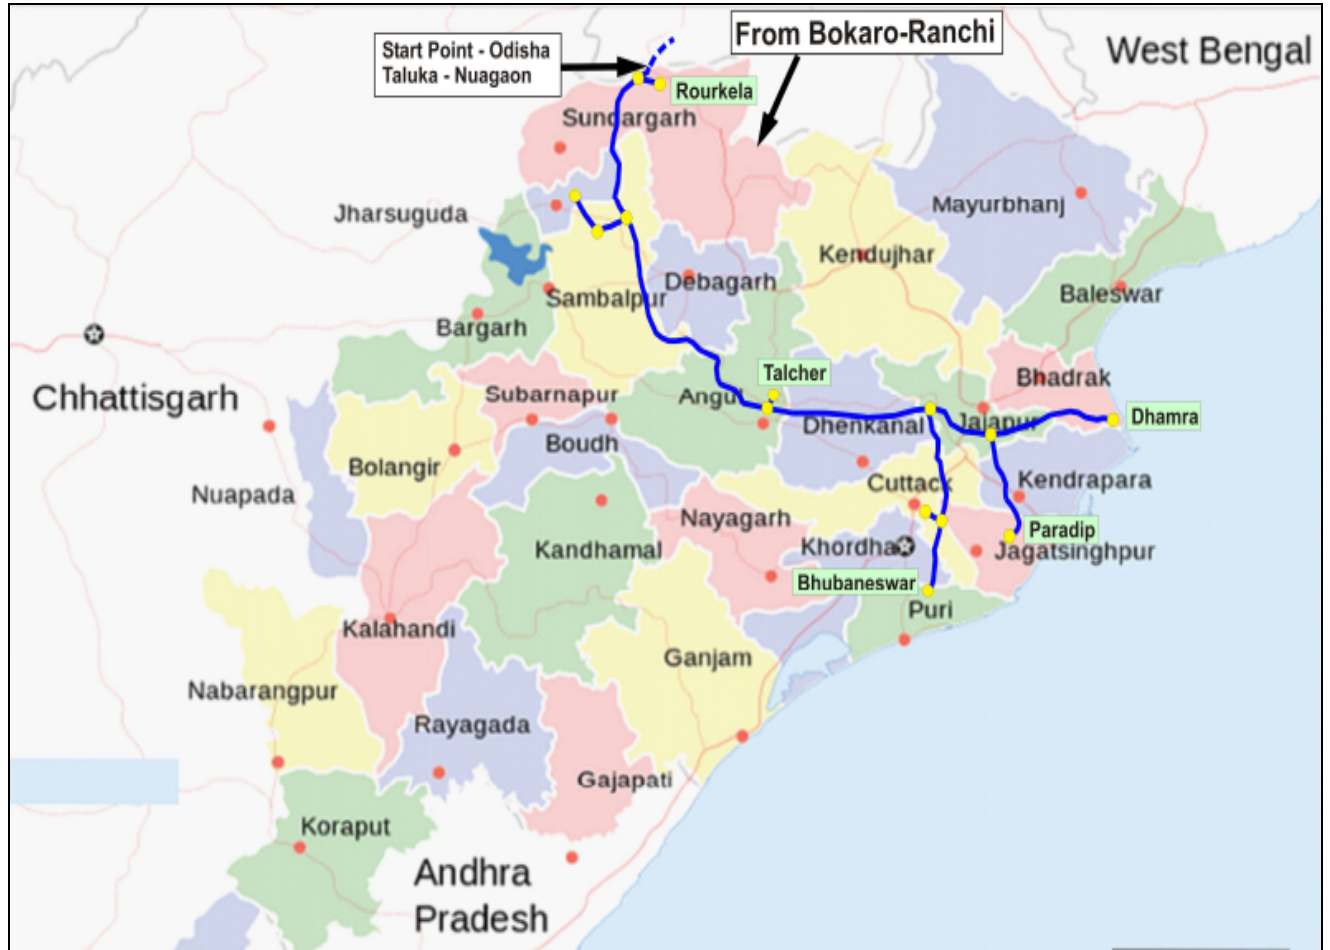 Start Point - Odisha
Taluka - Nuagaon
From Bokaro-Ranchi
West Bengal
Rourkela
Sundargarh
Jharsuguda
Mayurbhanj
Kendujhar
Debagarh
Sambalpur
Baleswar
Bargarh
Chhattisgarh
Talcher
Bhadrak
Subarnapur
Angul
Dhamra
Jajapur
Dhenkanal
Boudh
Bolangir
Nuapada
Cuttack
Kendrapara
Nayagarh
Paradip
Kandhamal
Khordha
Jagatsinghpur
Bhubaneswar
Puri
Kalahandi
Ganjam
Nabarangpur
Rayagada
Gajapati
Koraput
Andhra
Pradesh